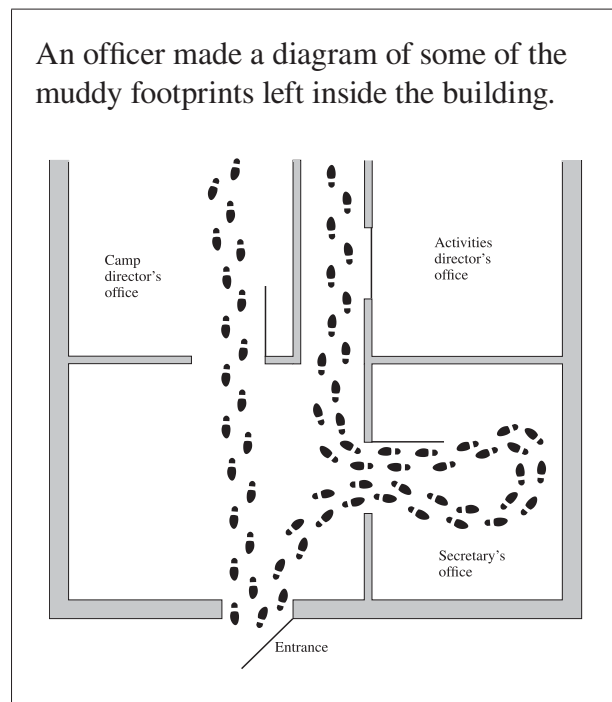 An officer made a diagram of some of the
muddy footprints left inside the building.
Camp
director's
office
Activities
director's
office
Secretary's
office
Entrance